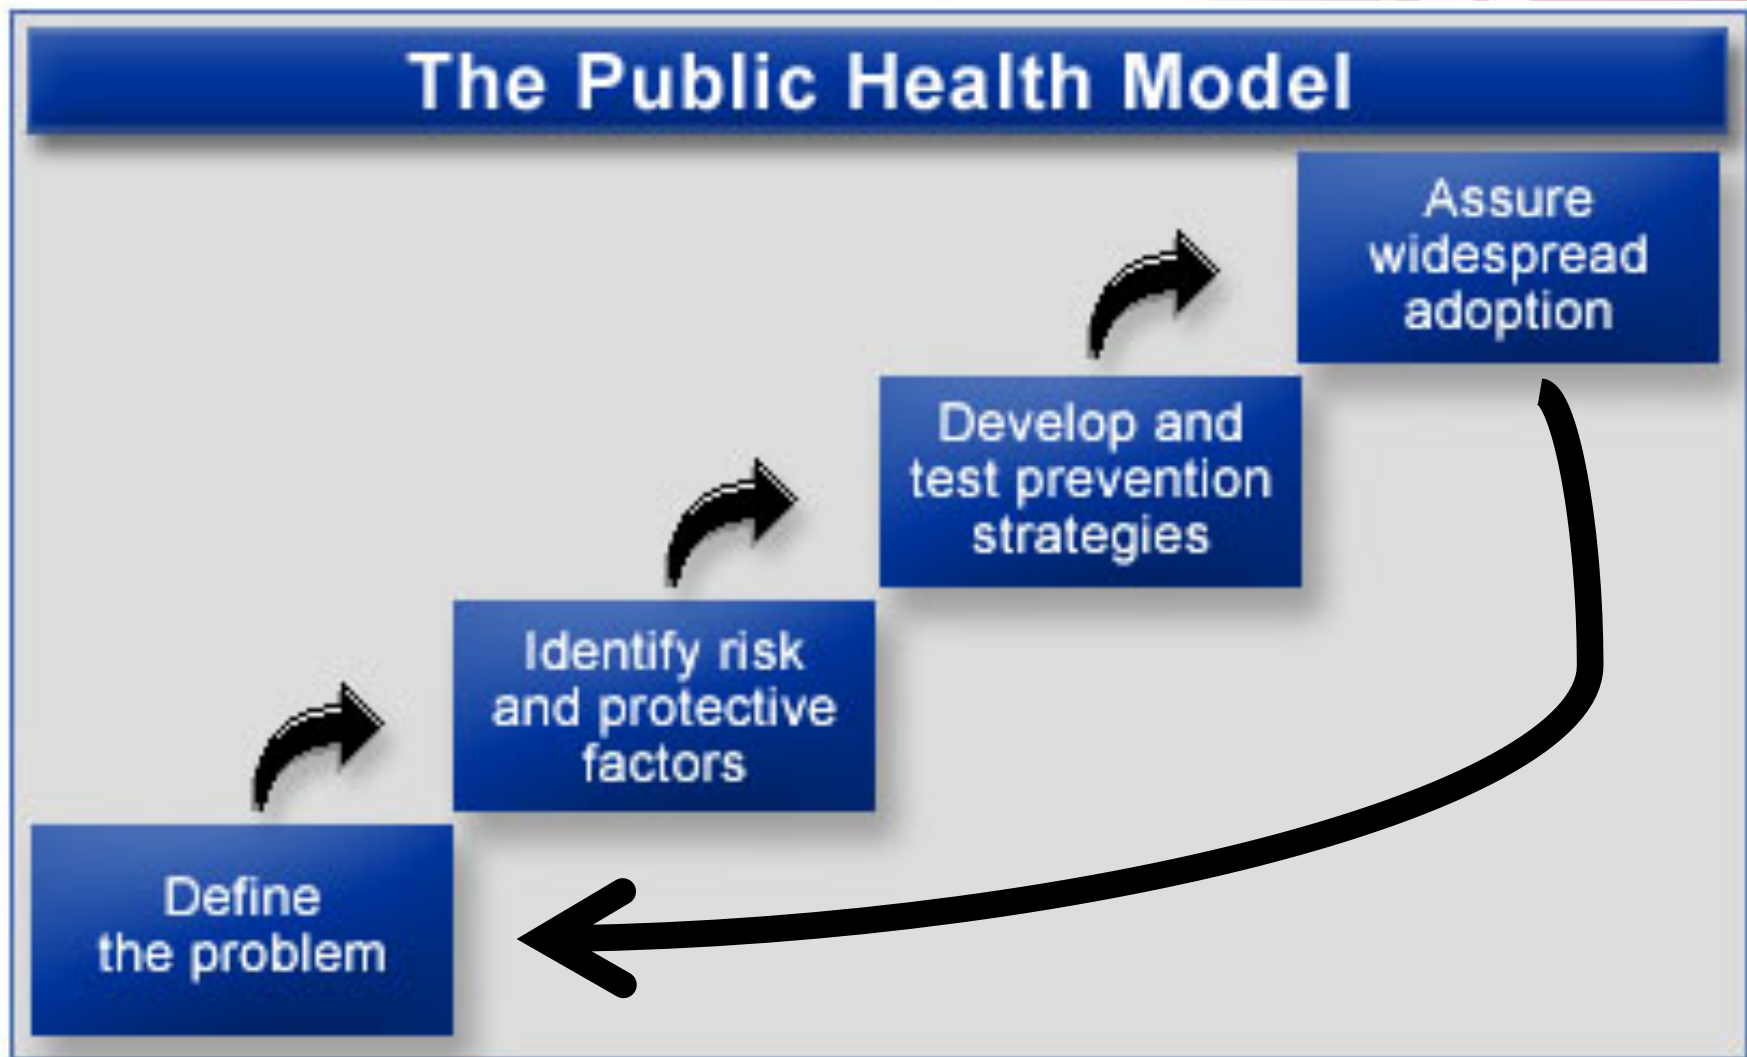 The Public Health Model
Assure
widespread
adoption
Develop and
test prevention
strategies
Identify risk
and protective
factors
Define
the problem